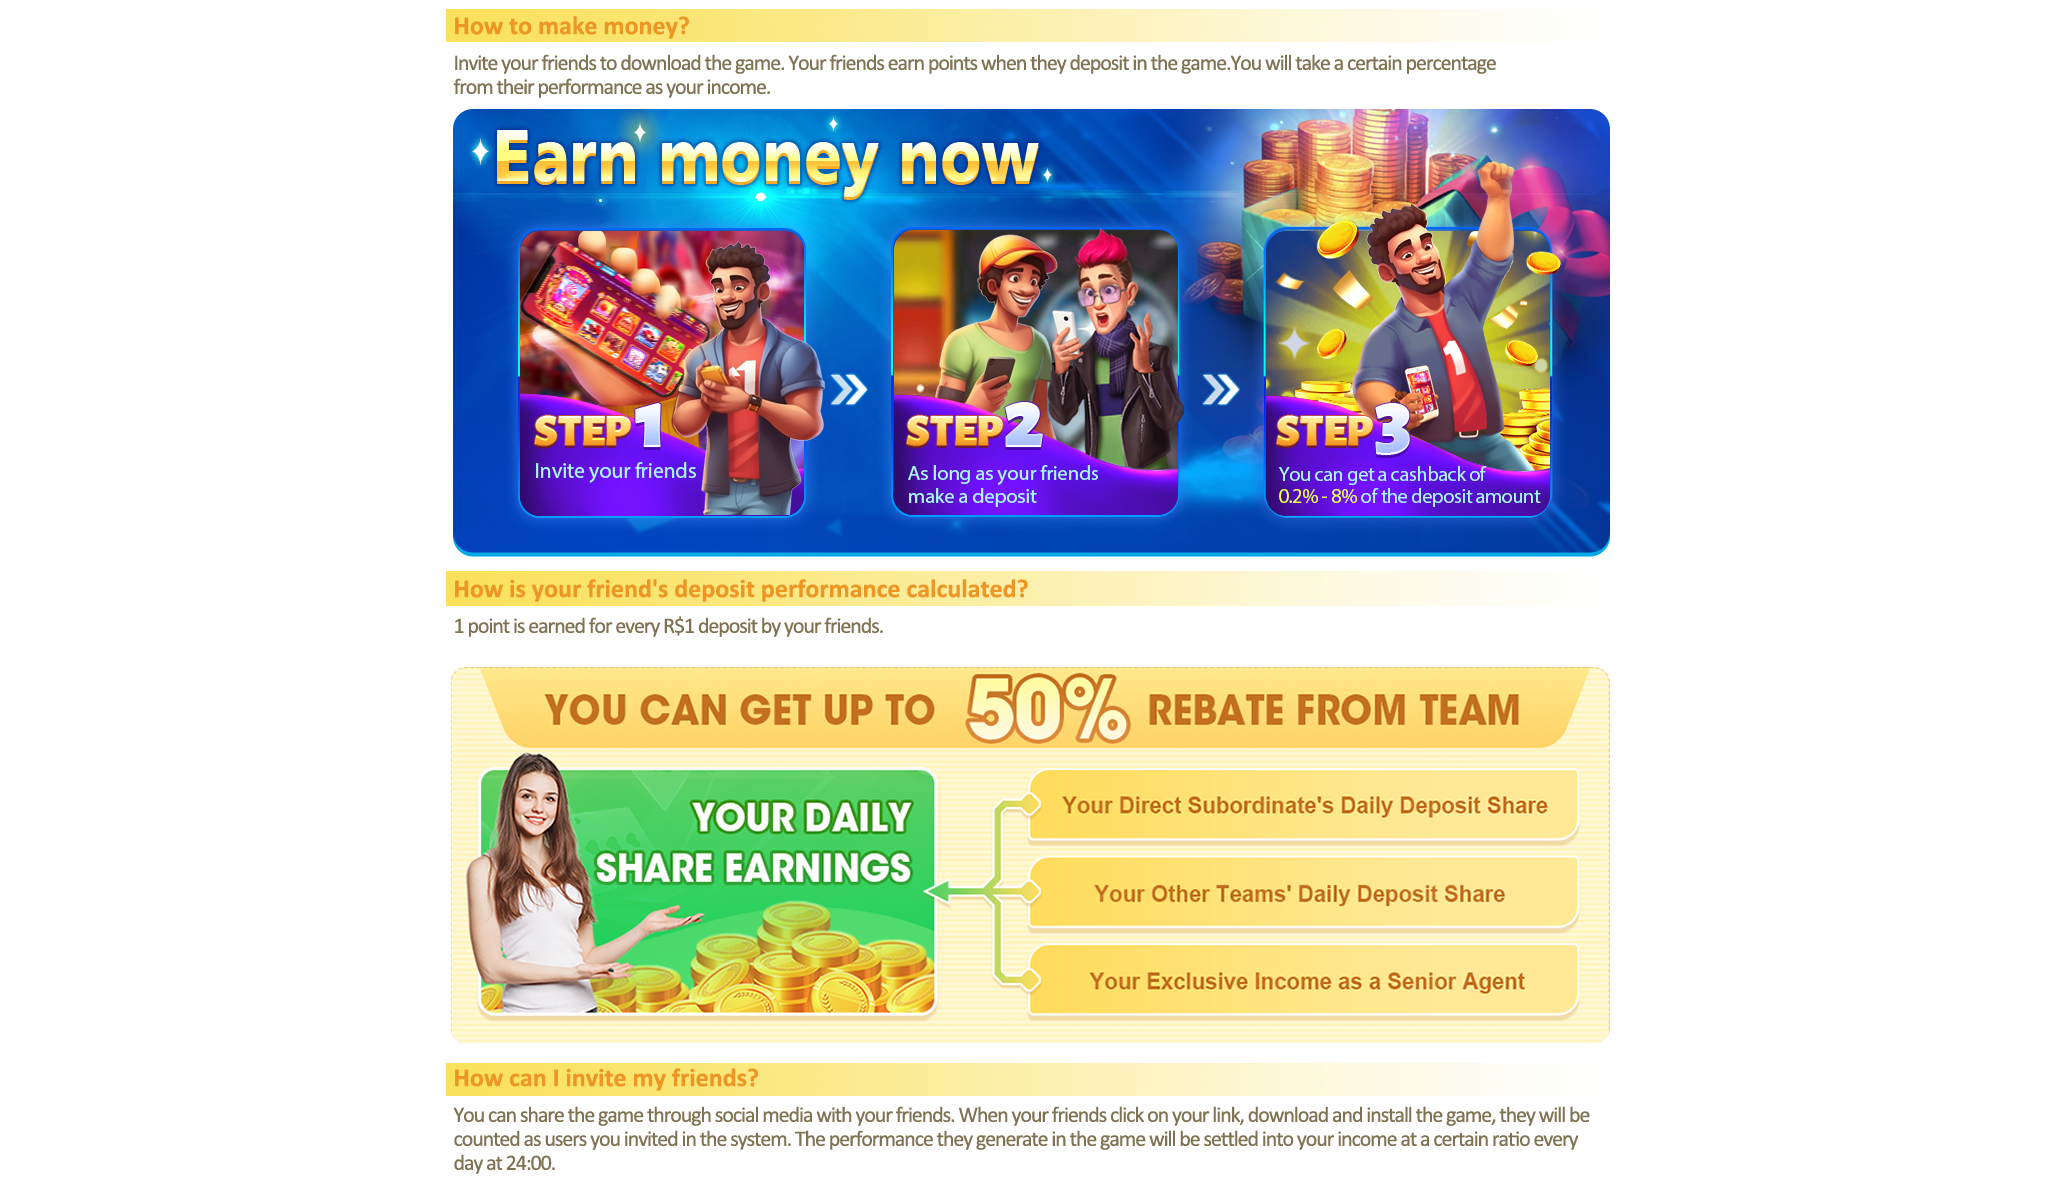 How to make money?
Invite your friends to download the game. Your friends earn points when they deposit in the game.You will take a certain percentage
from their performance as your income.
Earn money now
STEP1
Invite your friends
STEP2
As long as your friends
make a deposit
STEP3
You can get a cashback of
0.2% - 8% of the deposit amount
How is your friend's deposit performance calculated?
1 point is earned for every R$1 deposit by your friends.
YOU CAN GET UP TO 50% REBATE FROM TEAM
YOUR DAILY
SHARE EARNINGS
Your Direct Subordinate's Daily Deposit Share
Your Other Teams' Daily Deposit Share
Your Exclusive Income as a Senior Agent
How can I invite my friends?
You can share the game through social media with your friends. When your friends click on your link, download and install the game, they will be
counted as users you invited in the system. The performance they generate in the game will be settled into your income at a certain ratio every
day at 24:00.